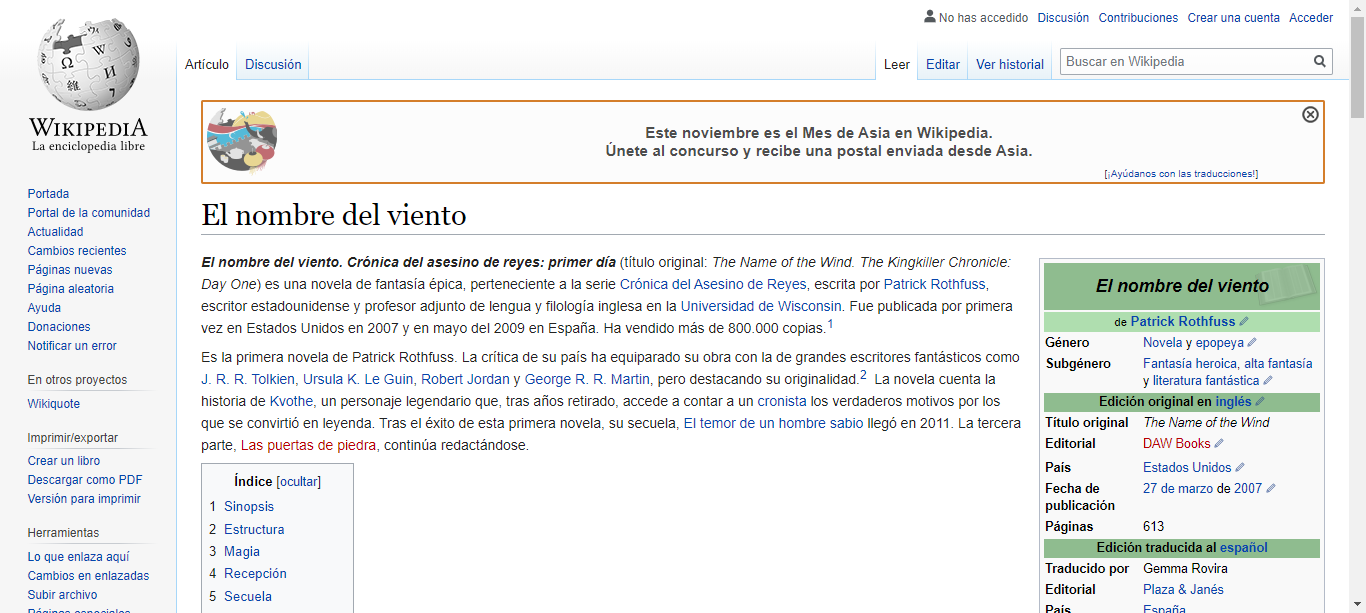 No ha accedido Discusión Contribuciones Crear una cuenta Acceder
Artículo Discusión Leer Editar Ver historial Buscar en Wikipedia
WIKIPEDIA
La enciclopedia libre
Portada
Portal de la comunidad
Actualidad
Cambios recientes
Páginas nuevas
Página aleatoria
Ayuda
Donaciones
Notificar un error
En otros proyectos
Wikiquote
Imprimir/exportar
Crear un libro
Descargar como PDF
Versión para imprimir
Herramientas
Lo que enlaza aquí
Cambios en enlazadas
Subir archivo
Páginas especiales
Este noviembre es el Mes de Asia en Wikipedia.
Únete al concurso y recibe una postal enviada desde Asia.
[¡Ayúdanos con las traducciones!]
El nombre del viento
El nombre del viento. Crónica del asesino de reyes: primer día (título original: The Name of the Wind. The Kingkiller Chronicle:
Day One) es una novela de fantasía épica, perteneciente a la serie Crónica del Asesino de Reyes, escrita por Patrick Rothfuss,
escritor estadounidense y profesor adjunto de lengua y filología inglesa en la Universidad de Wisconsin. Fue publicada por primera
vez en Estados Unidos en 2007 y en mayo del 2009 en España. Ha vendido más de 800.000 copias.1
Es la primera novela de Patrick Rothfuss. La crítica de su país ha equiparado su obra con la de grandes escritores fantásticos como
J. R. R. Tolkien, Ursula K. Le Guin, Robert Jordan y George R. R. Martin, pero destacando su originalidad.2 La novela cuenta la
historia de Kvothe, un personaje legendario que, tras años retirado, accede a contar a un cronista los verdaderos motivos por los
que se convirtió en leyenda. Tras el éxito de esta primera novela, su secuela, El temor de un hombre sabio llegó en 2011. La tercera
parte, Las puertas de piedra, continúa redactándose.
Índice [ocultar]
1 Sinopsis
2 Estructura
3 Magia
4 Recepción
5 Secuela
El nombre del viento
de Patrick Rothfuss
Género Novela y epopeya
Subgénero Fantasía heroica, alta fantasía
y literatura fantástica
Edición original en inglés
Título original The Name of the Wind
Editorial DAW Books
País Estados Unidos
Fecha de 27 de marzo de 2007
publicación
Páginas 613
Edición traducida al español
Traducido por Gemma Rovira
Editorial Plaza & Janés
País España